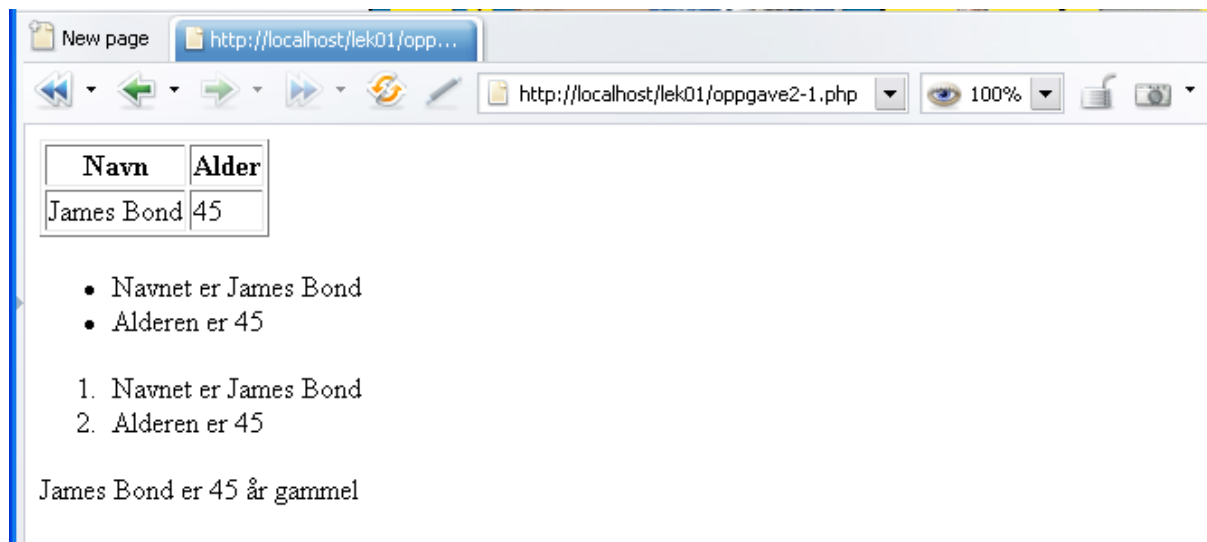 New page http://localhost/lek01/opp...
http://localhost/lek01/oppgave2-1.php 100%
Navn Alder
James Bond 45
• Navnet er James Bond
• Alderen er 45
1. Navnet er James Bond
2. Alderen er 45
James Bond er 45 år gammel